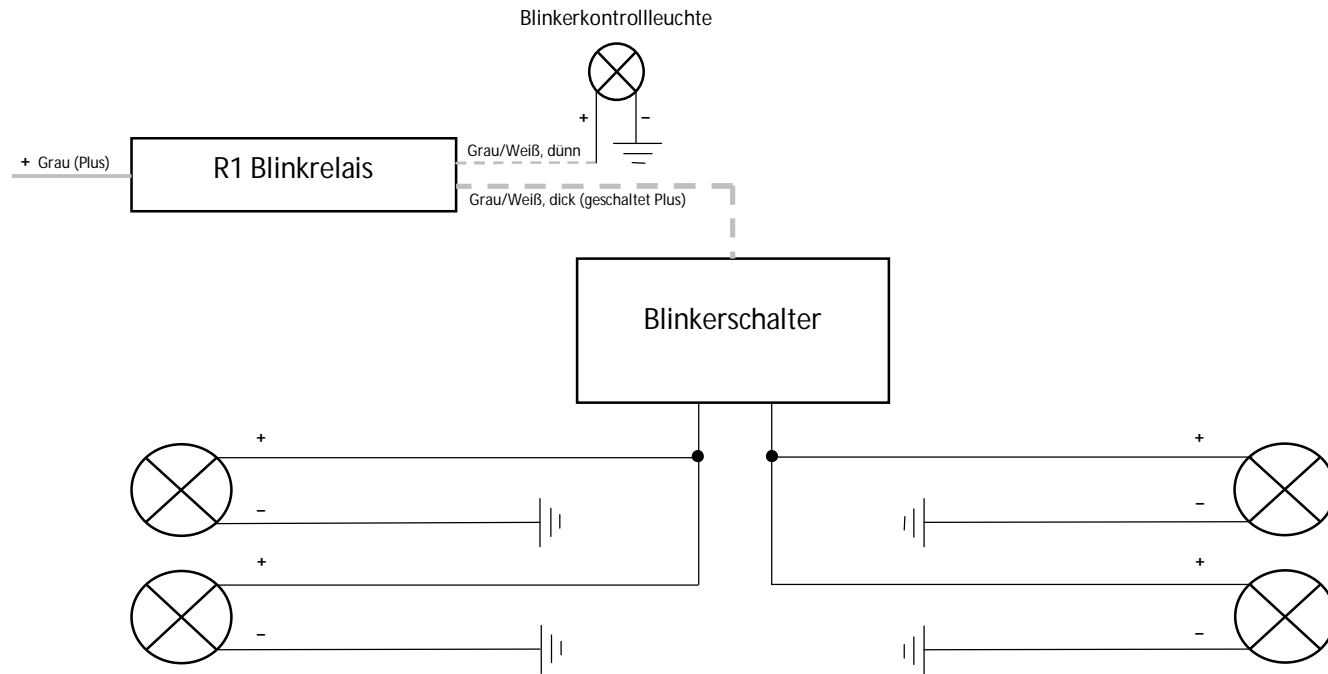 Blinkerkontrollleuchte
+ −
+ Grau (Plus)
R1 Blinkrelais
Grau/Weiß, dünn
Grau/Weiß, dick (geschaltet Plus)
Blinkerschalter
+ +
− −
+ +
− −